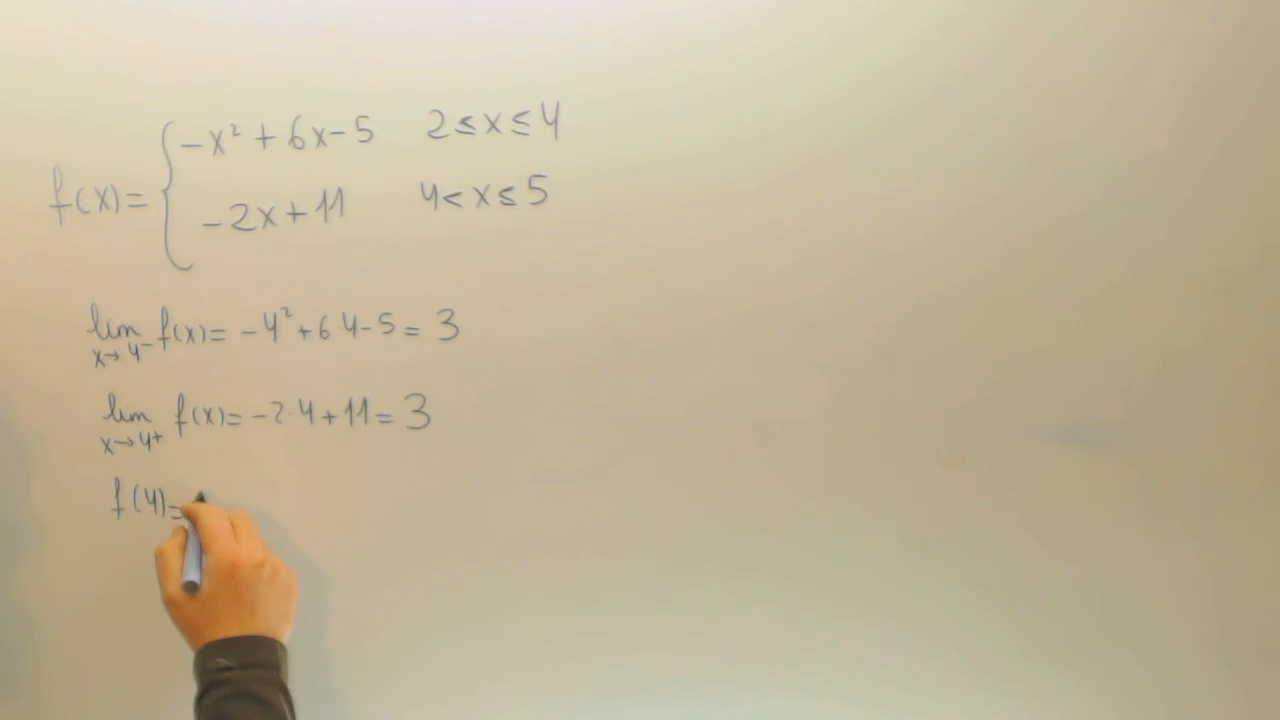 f(x)= { -x² + 6x - 5 2 ≤ x ≤ 4
-2x + 11 4 < x ≤ 5
lim x→4⁻ f(x) = -4² + 6·4 - 5 = 3
lim x→4⁺ f(x) = -2·4 + 11 = 3
f(4)=